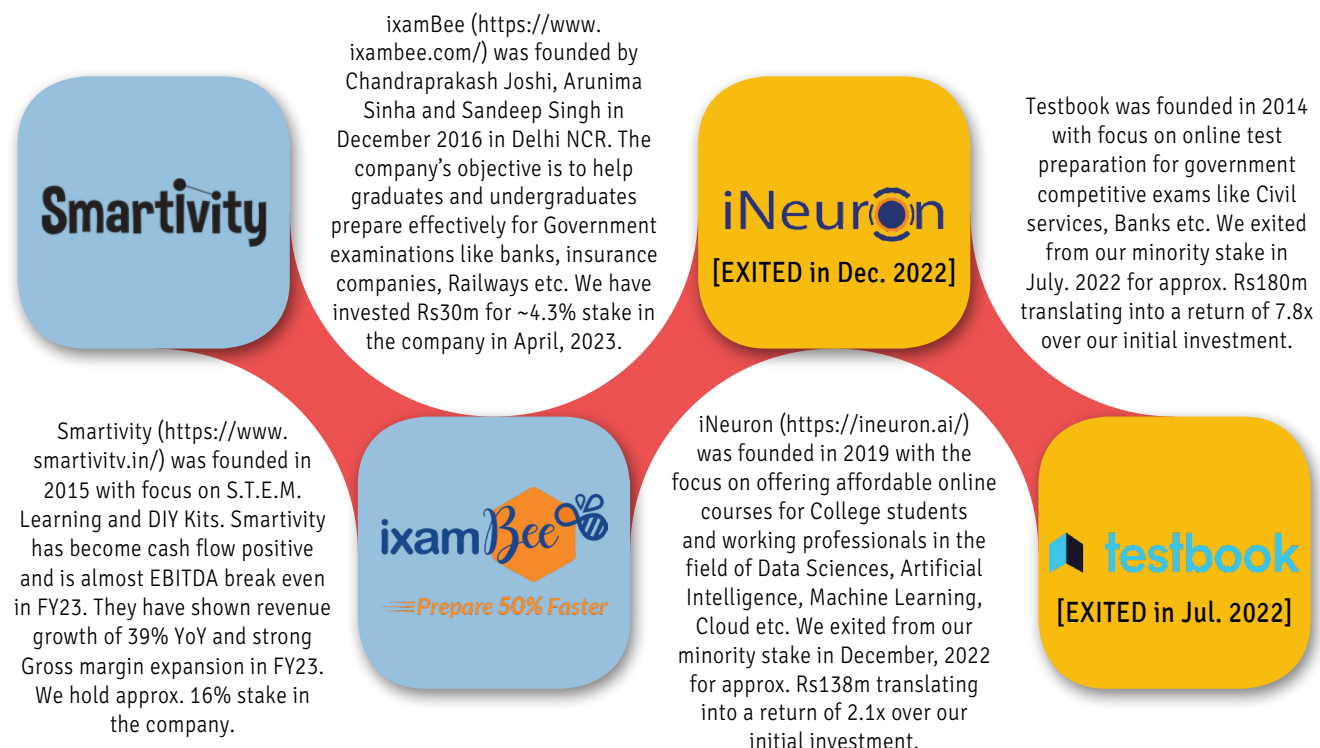 Smartivity
Smartivity (https://www.
smartivitv.in/) was founded in
2015 with focus on S.T.E.M.
Learning and DIY Kits. Smartivity
has become cash flow positive
and is almost EBITDA break even
in FY23. They have shown revenue
growth of 39% YoY and strong
Gross margin expansion in FY23.
We hold approx. 16% stake in
the company.
ixamBee (https://www.
ixambee.com/) was founded by
Chandraprakash Joshi, Arunima
Sinha and Sandeep Singh in
December 2016 in Delhi NCR. The
company’s objective is to help
graduates and undergraduates
prepare effectively for Government
examinations like banks, insurance
companies, Railways etc. We have
invested Rs30m for ~4.3% stake in
the company in April, 2023.
ixamBee
Prepare 50% Faster
iNeuron
[EXITED in Dec. 2022]
iNeuron (https://ineuron.ai/)
was founded in 2019 with the
focus on offering affordable online
courses for College students
and working professionals in the
field of Data Sciences, Artificial
Intelligence, Machine Learning,
Cloud etc. We exited from our
minority stake in December, 2022
for approx. Rs138m translating
into a return of 2.1x over our
initial investment.
Testbook was founded in 2014
with focus on online test
preparation for government
competitive exams like Civil
services, Banks etc. We exited
from our minority stake in
July. 2022 for approx. Rs180m
translating into a return of 7.8x
over our initial investment.
testbook
[EXITED in Jul. 2022]